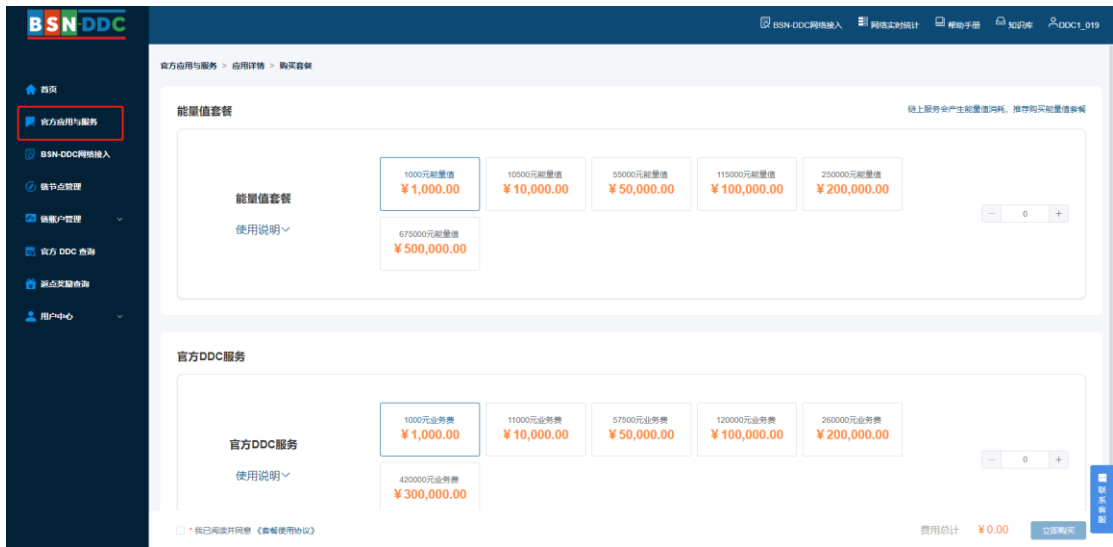 BSN-DDC
BSN-DDC网络接入 网络实时统计 帮助手册 知识库 DDC1_019
官方应用与服务 > 应用详情 > 购买套餐
首页
官方应用与服务
BSN-DDC网络接入
链节点管理
链账户管理
官方 DDC 查询
返点奖励查询
用户中心
能量值套餐
链上服务会产生能量值消耗，推荐购买能量值套餐
能量值套餐
使用说明
1000元能量值
¥1,000.00
10500元能量值
¥10,000.00
55000元能量值
¥50,000.00
115000元能量值
¥100,000.00
250000元能量值
¥200,000.00
675000元能量值
¥500,000.00
- 0 +
官方DDC服务
官方DDC服务
使用说明
1000元业务费
¥1,000.00
11000元业务费
¥10,000.00
57500元业务费
¥50,000.00
120000元业务费
¥100,000.00
260000元业务费
¥200,000.00
420000元业务费
¥300,000.00
- 0 +
联系客服
* 我已阅读并同意 《套餐使用协议》
费用总计 ¥0.00 立即购买